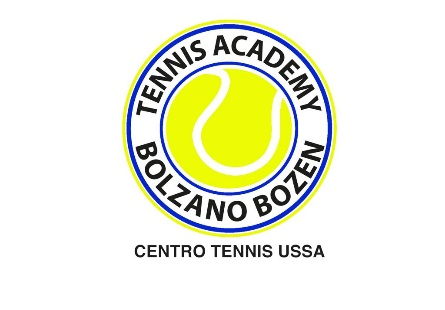 TENNIS ACADEMY
BOLZANO BOZEN
CENTRO TENNIS USSA